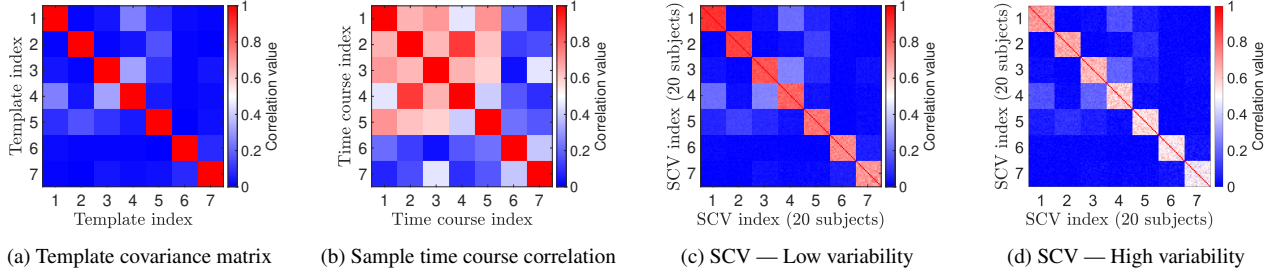 1
2
3
4
5
6
7
Template index
1 2 3 4 5 6 7
Template index
0
0.2
0.4
0.6
0.8
1
Correlation value
(a) Template covariance matrix
1
2
3
4
5
6
7
Time course index
1 2 3 4 5 6 7
Time course index
0
0.2
0.4
0.6
0.8
1
Correlation value
(b) Sample time course correlation
1
2
3
4
5
6
7
SCV index (20 subjects)
1 2 3 4 5 6 7
SCV index (20 subjects)
0
0.2
0.4
0.6
0.8
1
Correlation value
(c) SCV — Low variability
1
2
3
4
5
6
7
SCV index (20 subjects)
1 2 3 4 5 6 7
SCV index (20 subjects)
0
0.2
0.4
0.6
0.8
1
Correlation value
(d) SCV — High variability